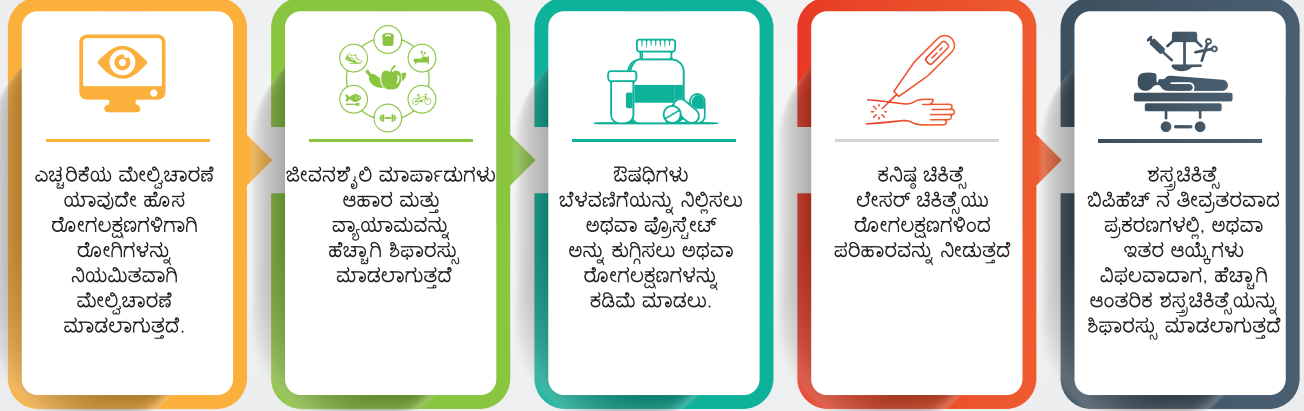 ಎಚ್ಚರಿಕೆಯ ಮೇಲ್ವಿಚಾರಣೆ
ಯಾವುದೇ ಹೊಸ
ರೋಗಲಕ್ಷಣಗಳಿಗಾಗಿ
ರೋಗಿಗಳನ್ನು
ನಿಯಮಿತವಾಗಿ
ಮೇಲ್ವಿಚಾರಣೆ
ಮಾಡಲಾಗುತ್ತದೆ.
ಜೀವನಶೈಲಿ ಮಾರ್ಪಾಡುಗಳು
ಆಹಾರ ಮತ್ತು
ವ್ಯಾಯಾಮವನ್ನು
ಹೆಚ್ಚಾಗಿ ಶಿಫಾರಸ್ಸು
ಮಾಡಲಾಗುತ್ತದೆ
ಔಷಧಿಗಳು
ಬೆಳವಣಿಗೆಯನ್ನು ನಿಲ್ಲಿಸಲು
ಅಥವಾ ಪ್ರೊಸ್ಟೇಟ್
ಅನ್ನು ಕುಗ್ಗಿಸಲು ಅಥವಾ
ರೋಗಲಕ್ಷಣಗಳನ್ನು
ಕಡಿಮೆ ಮಾಡಲು.
ಕನಿಷ್ಠ ಚಿಕಿತ್ಸೆ
ಲೇಸರ್ ಚಿಕಿತ್ಸೆಯು
ರೋಗಲಕ್ಷಣಗಳಿಂದ
ಪರಿಹಾರವನ್ನು ನೀಡುತ್ತದೆ
ಶಸ್ತ್ರಚಿಕಿತ್ಸೆ
ಬಿಪಿಹೆಚ್ ನ ತೀವ್ರತರವಾದ
ಪ್ರಕರಣಗಳಲ್ಲಿ, ಅಥವಾ
ಇತರ ಆಯ್ಕೆಗಳು
ವಿಫಲವಾದಾಗ, ಹೆಚ್ಚಾಗಿ
ಆಂತರಿಕ ಶಸ್ತ್ರಚಿಕಿತ್ಸೆಯನ್ನು
ಶಿಫಾರಸ್ಸು ಮಾಡಲಾಗುತ್ತದೆ